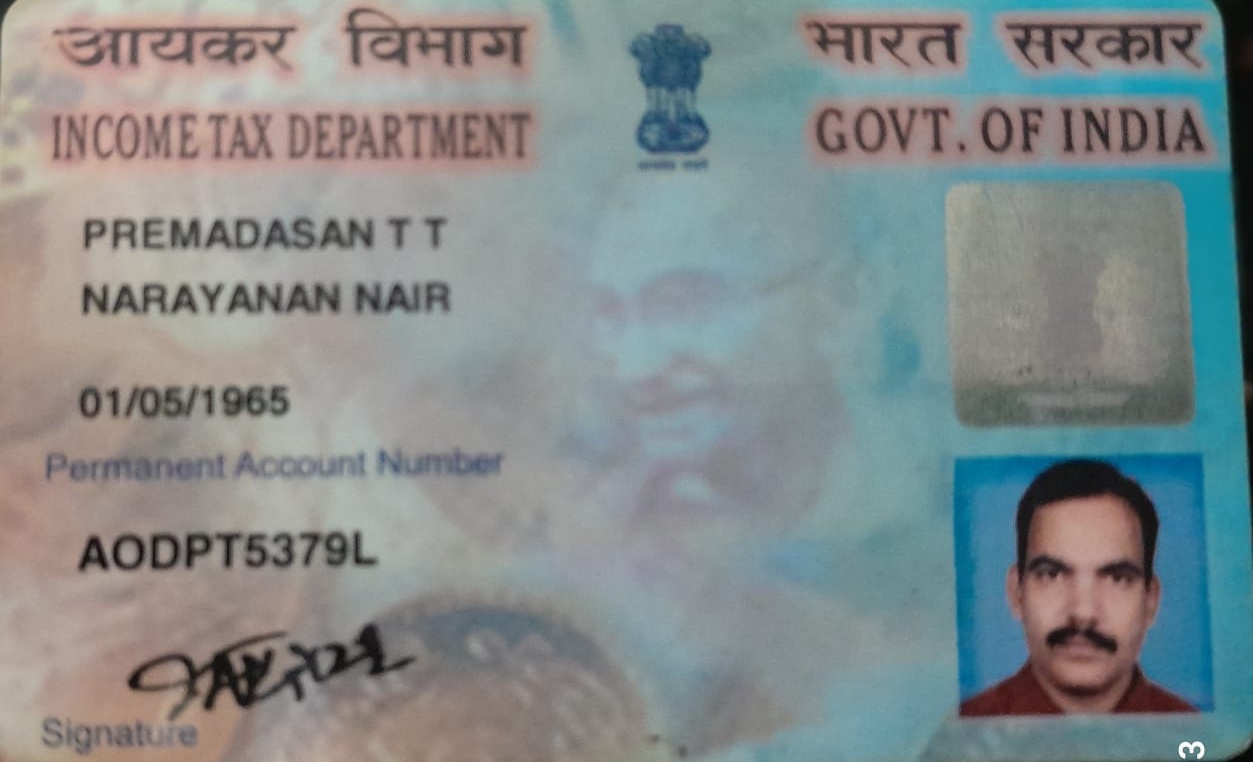 आयकर विभाग
भारत सरकार
INCOME TAX DEPARTMENT
GOVT. OF INDIA
PREMADASAN T T
NARAYANAN NAIR
01/05/1965
Permanent Account Number
AODPT5379L
Signature
3